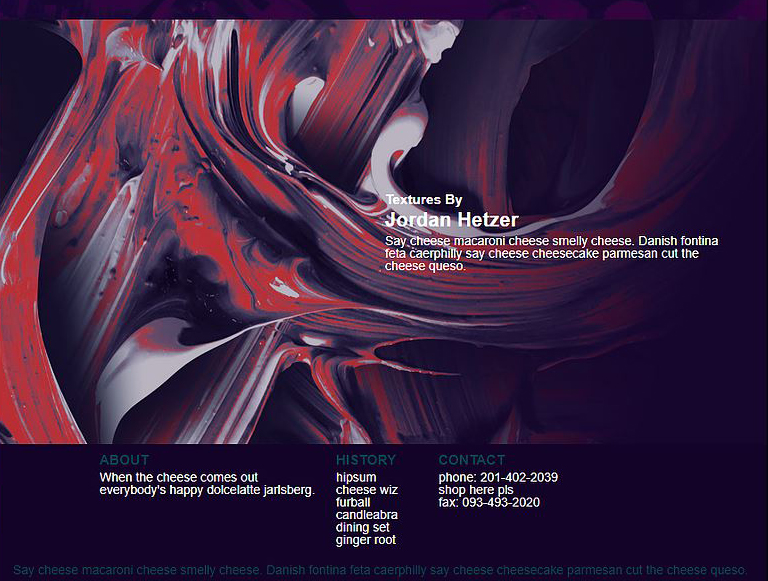 Textures By
Jordan Hetzer
Say cheese macaroni cheese smelly cheese. Danish fontina
feta caerphilly say cheese cheesecake parmesan cut the
cheese queso.
ABOUT
When the cheese comes out
everybody's happy dolcelatte jarlsberg.
HISTORY
hipsum
cheese wiz
furball
candleabra
dining set
ginger root
CONTACT
phone: 201-402-2039
shop here pls
fax: 093-493-2020
Say cheese macaroni cheese smelly cheese. Danish fontina feta caerphilly say cheese cheesecake parmesan cut the cheese queso.